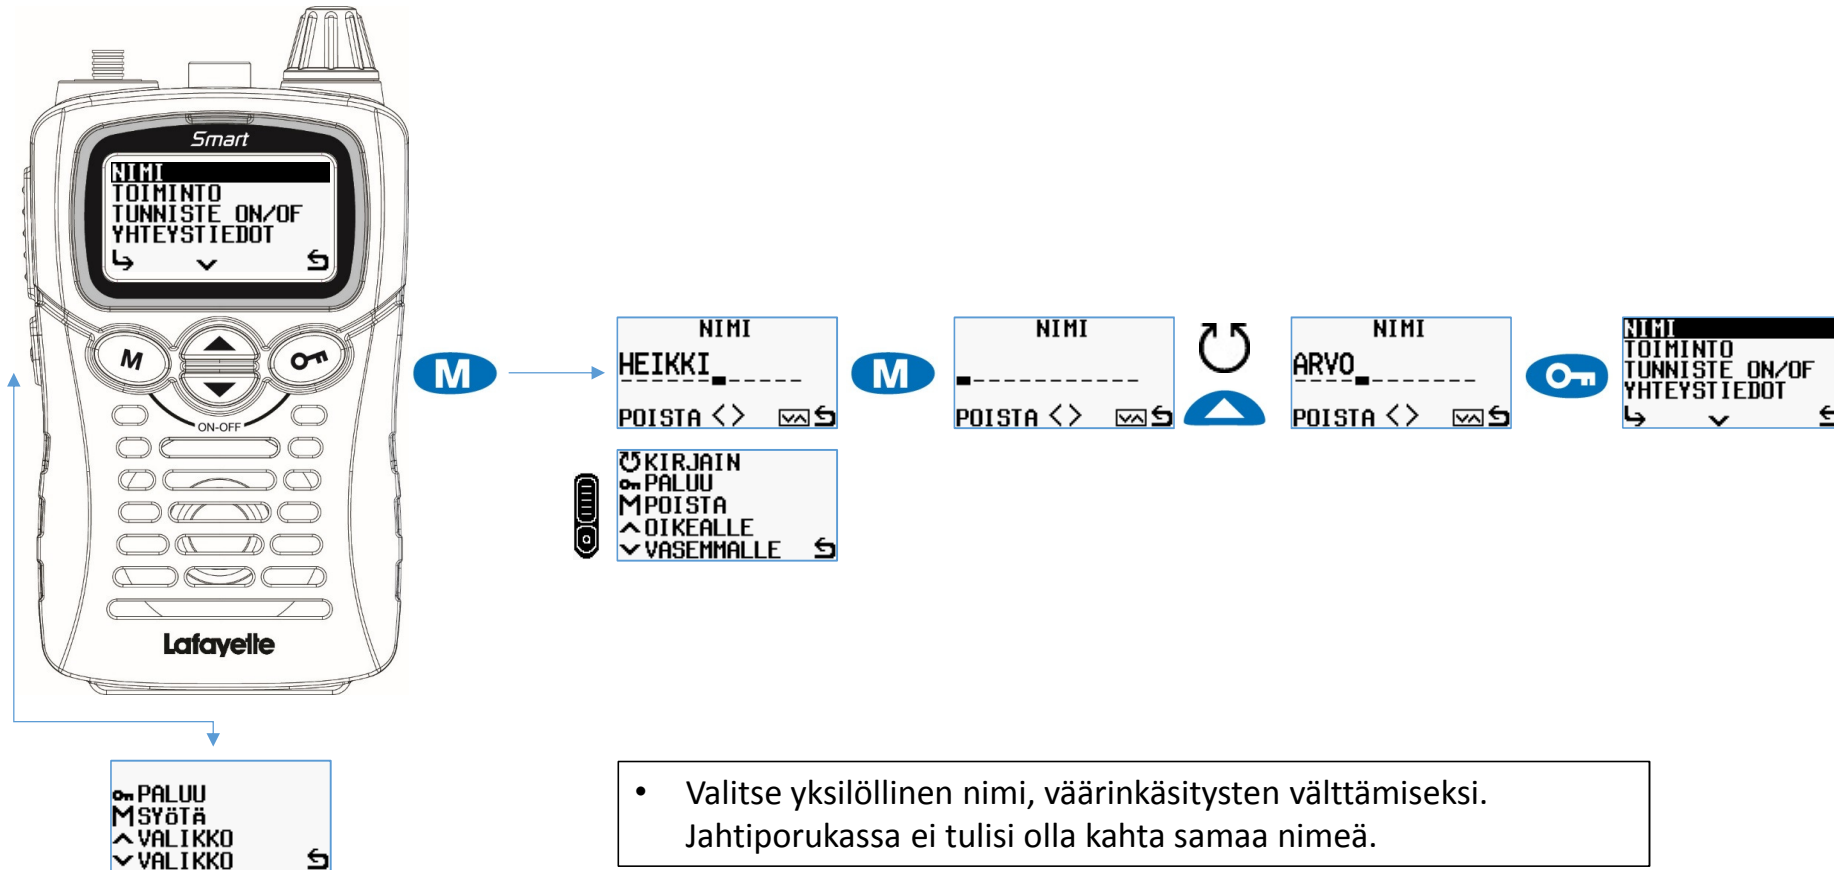 Smart
NIMI
TOIMINTO
TUNNISTE ON/OF
YHTEYSTIEDOT
M
ON-OFF
Lafayette
M
NIMI
HEIKKI
POISTA <>
M
NIMI
POISTA <>
NIMI
ARVO
POISTA <>
NIMI
TOIMINTO
TUNNISTE ON/OF
YHTEYSTIEDOT
KIRJAIN
PALUU
M POISTA
OIKEALLE
VASEMMALLE
PALUU
M SYÖTÄ
VALIKKO
VALIKKO
• Valitse yksilöllinen nimi, väärinkäsitysten välttämiseksi.
Jahtiporukassa ei tulisi olla kahta samaa nimeä.